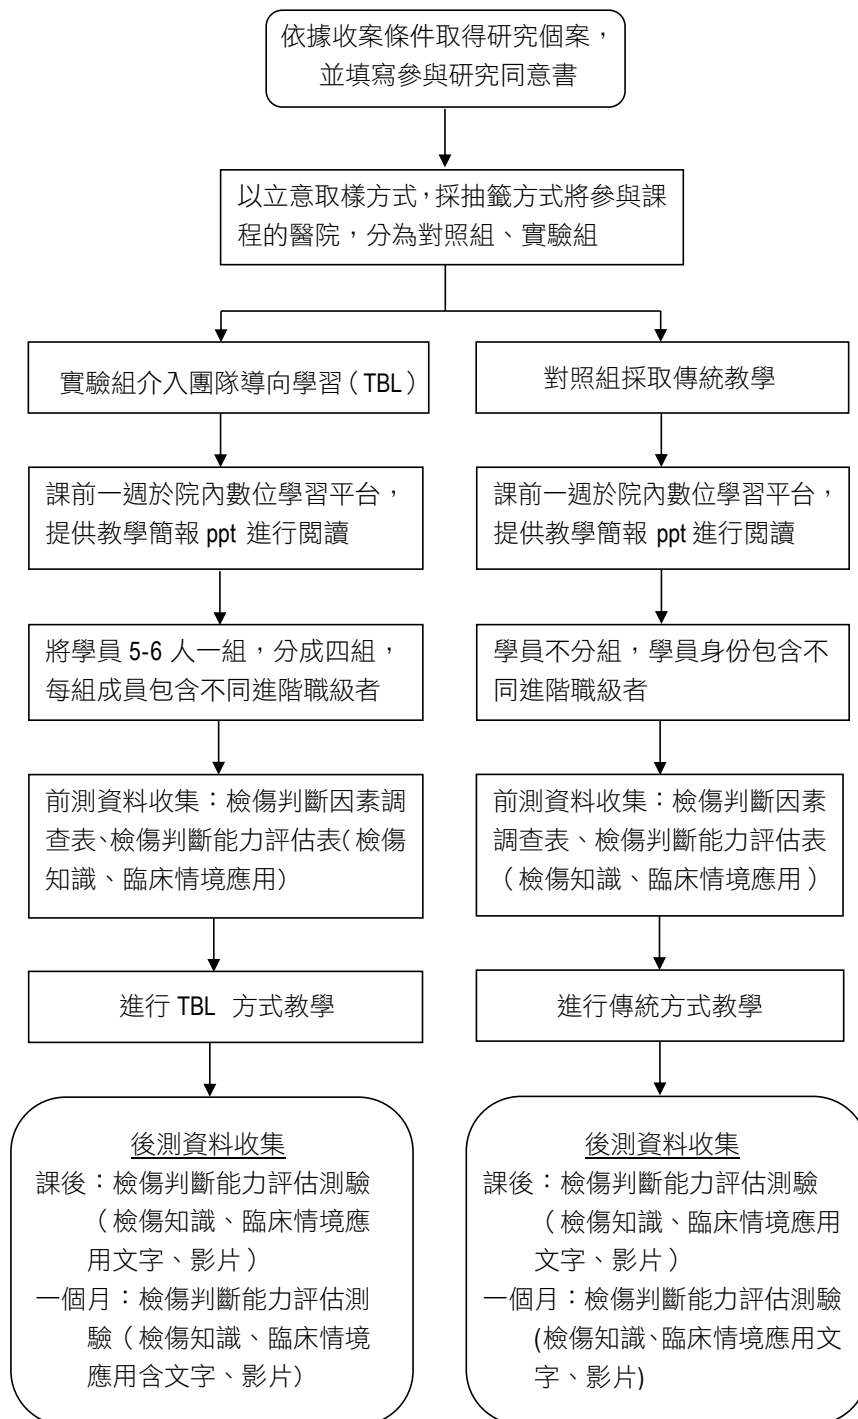 依據收案條件取得研究個案，
並填寫參與研究同意書
以立意取樣方式，採抽籤方式將參與課
程的醫院，分為對照組、實驗組
實驗組介入團隊導向學習（TBL）
對照組採取傳統教學
課前一週於院內數位學習平台，
提供教學簡報 ppt 進行閱讀
課前一週於院內數位學習平台，
提供教學簡報 ppt 進行閱讀
將學員 5-6 人一組，分成四組，
每組成員包含不同進階職級者
學員不分組，學員身份包含不
同進階職級者
前測資料收集：檢傷判斷因素調
查表、檢傷判斷能力評估表(檢傷
知識、臨床情境應用)
前測資料收集：檢傷判斷因素
調查表、檢傷判斷能力評估表
（檢傷知識、臨床情境應用）
進行 TBL 方式教學
進行傳統方式教學
後測資料收集
課後：檢傷判斷能力評估測驗
（檢傷知識、臨床情境應
用文字、影片）
一個月：檢傷判斷能力評估測
驗（檢傷知識、臨床情境
應用含文字、影片）
後測資料收集
課後：檢傷判斷能力評估測驗
（檢傷知識、臨床情境應用
文字、影片）
一個月：檢傷判斷能力評估測驗
(檢傷知識、臨床情境應用文
字、影片)